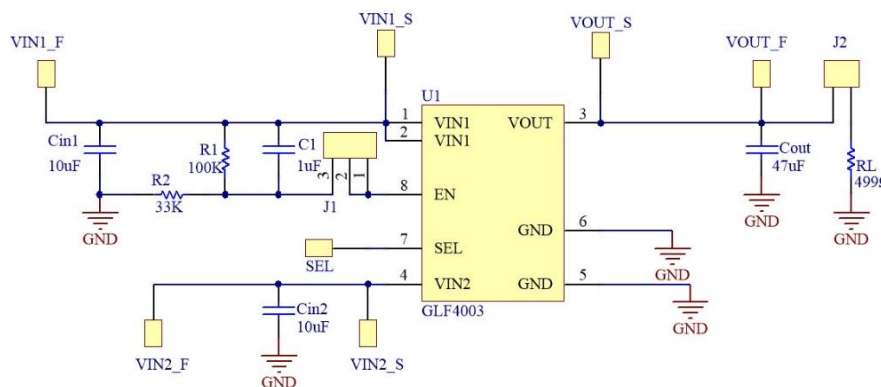 VIN1_F
VIN1_S
VOUT_S
VOUT_F
J2
U1
1
VIN1
2
VIN1
VOUT
3
Cin1
10uF
R1
100K
C1
1uF
Cout
47uF
RL
R2
33K
3
2
1
J1
8
EN
GND
GND
6
GND
GND
GND
7
SEL
SEL
4
VIN2
GND
5
GLF4003
GND
Cin2
10uF
VIN2_F
GND
VIN2_S